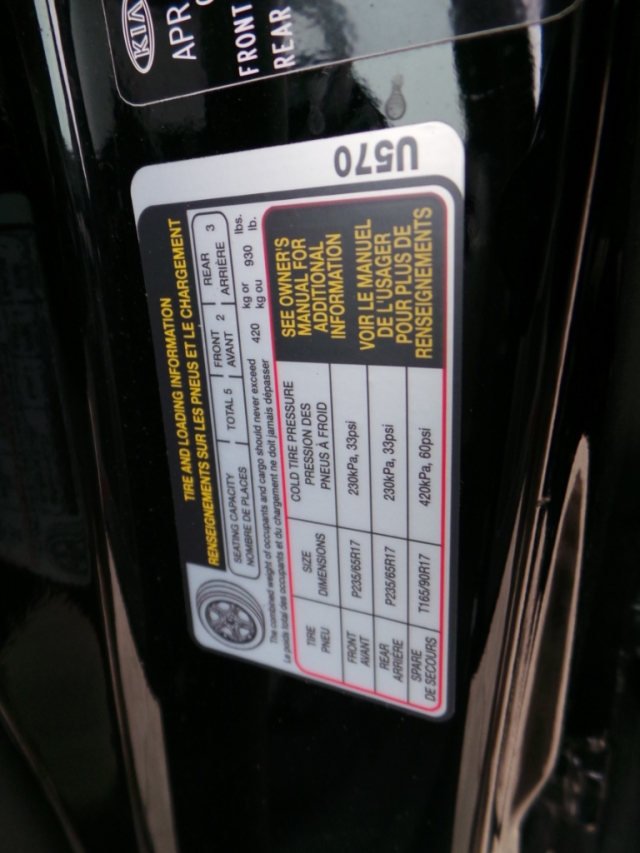 KIA
APR
FRONT
REAR
U570
TIRE AND LOADING INFORMATION
RENSEIGNEMENTS SUR LES PNEUS ET LE CHARGEMENT
SEATING CAPACITY TOTAL 5 FRONT 2 REAR 3
NOMBRE DE PLACES AVANT ARRIÈRE
The combined weight of occupants and cargo should never exceed 420 kg or 930 lbs.
Le poids total des occupants et du chargement ne doit jamais dépasser kg ou lb.
TIRE SIZE COLD TIRE PRESSURE
PNEU DIMENSIONS PRESSION DES
PNEUS À FROID
FRONT P235/65R17 230kPa, 33psi
AVANT
REAR P235/65R17 230kPa, 33psi
ARRIÈRE
SPARE T165/90R17 420kPa, 60psi
DE SECOURS
SEE OWNER'S
MANUAL FOR
ADDITIONAL
INFORMATION
VOIR LE MANUEL
DE L'USAGER
POUR PLUS DE
RENSEIGNEMENTS